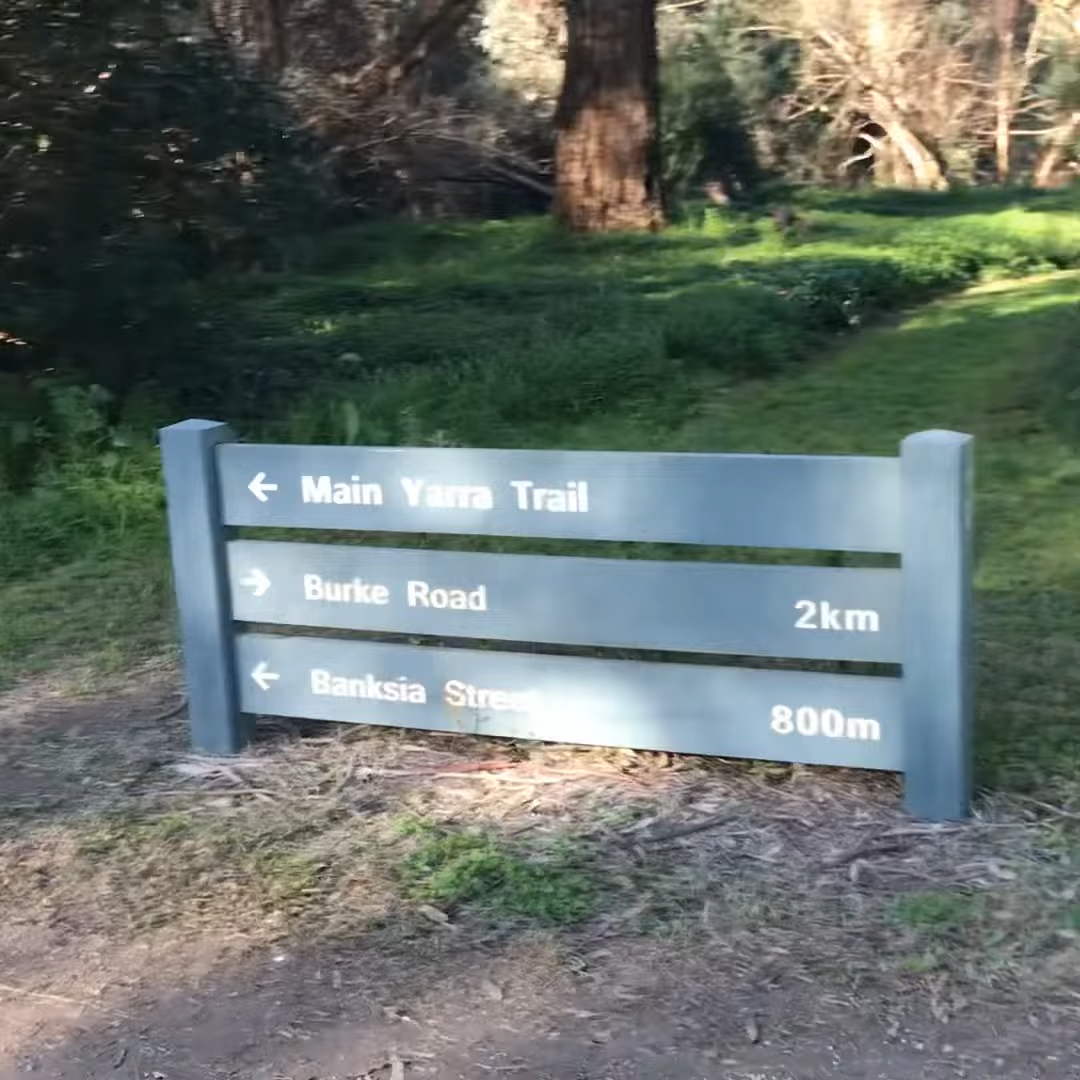 ← Main Yarra Trail
→ Burke Road 2km
← Banksia Street 800m